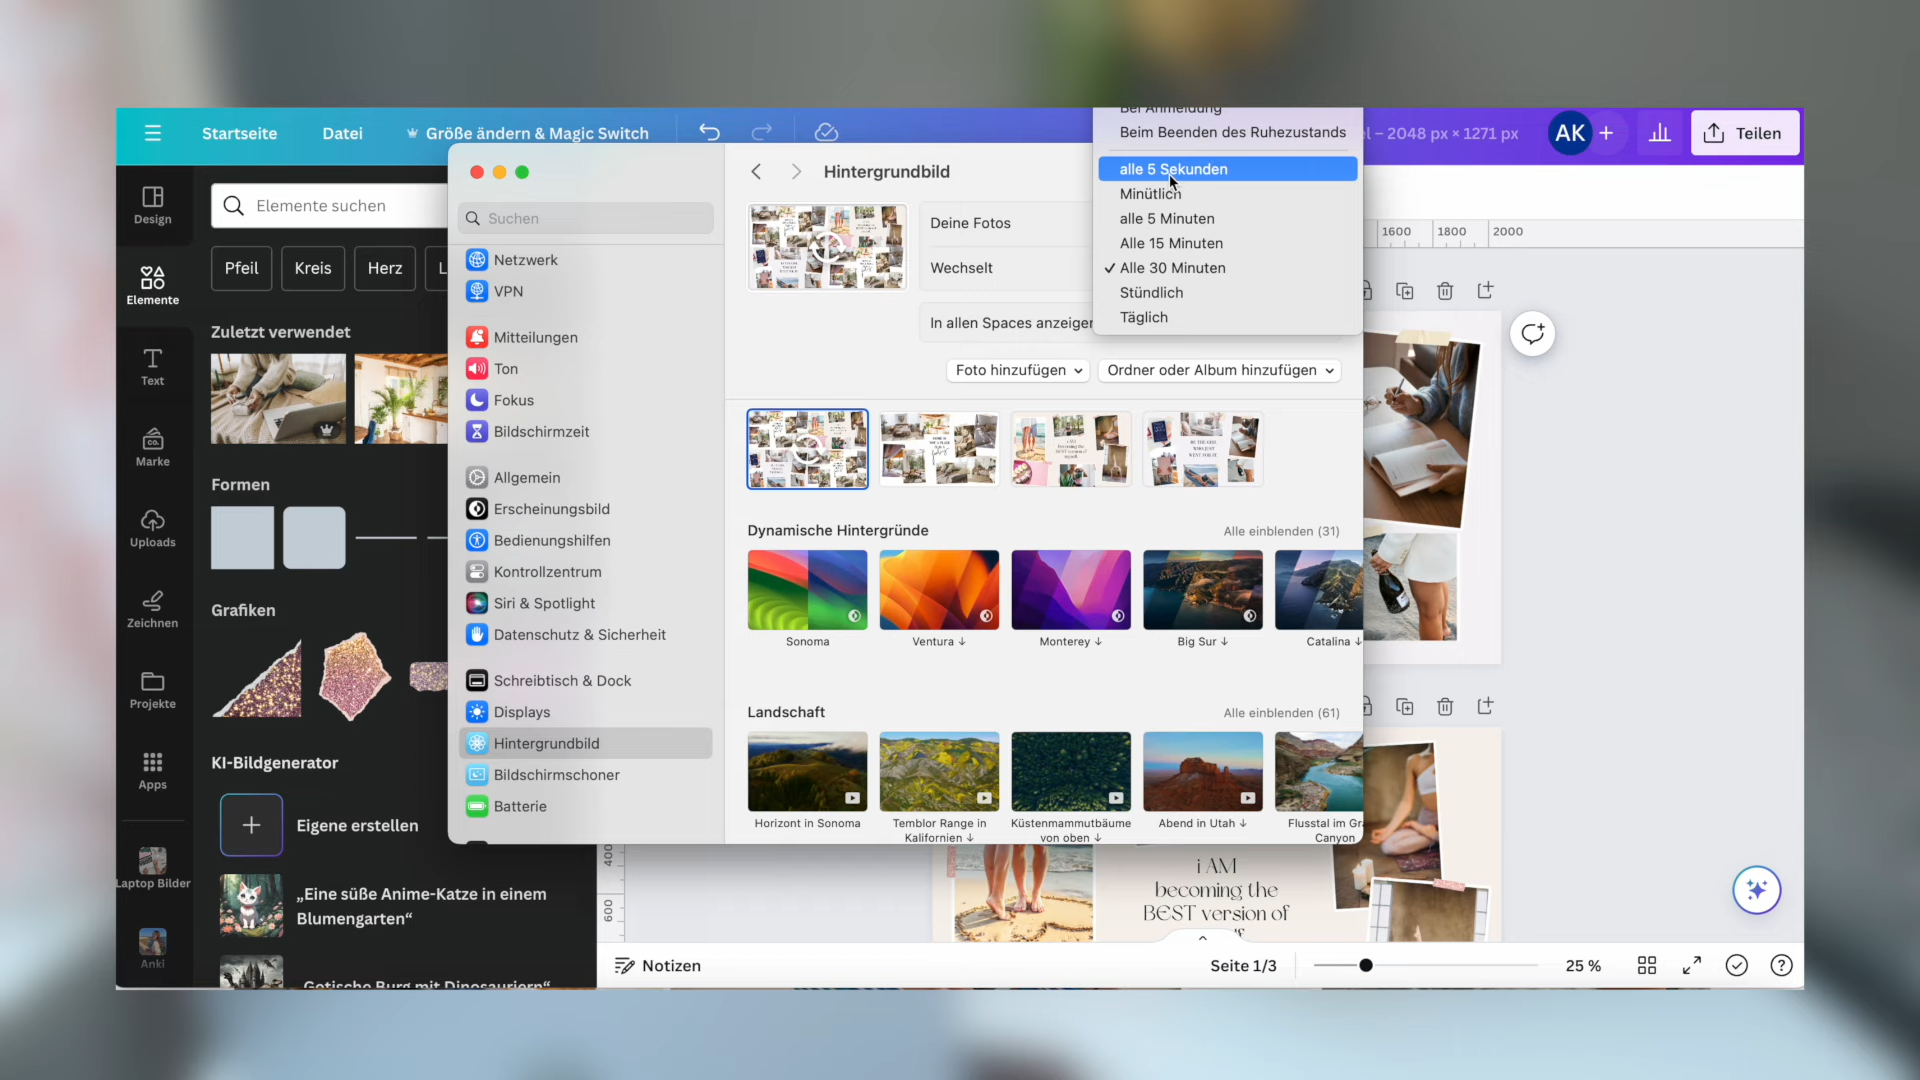 Startseite
Datei
Größe ändern & Magic Switch
– 2048 px × 1271 px
AK
Teilen
Design
Elemente
Text
Marke
Uploads
Zeichnen
Projekte
Apps
Laptop Bilder
Anki
Elemente suchen
Pfeil
Kreis
Herz
Zuletzt verwendet
Formen
Grafiken
KI-Bildgenerator
Eigene erstellen
„Eine süße Anime-Katze in einem
Blumengarten“
„Gotische Burg mit Dinosauriern“
Suchen
Netzwerk
VPN
Mitteilungen
Ton
Fokus
Bildschirmzeit
Allgemein
Erscheinungsbild
Bedienungshilfen
Kontrollzentrum
Siri & Spotlight
Datenschutz & Sicherheit
Schreibtisch & Dock
Displays
Hintergrundbild
Bildschirmschoner
Batterie
Hintergrundbild
Deine Fotos
Wechselt
In allen Spaces anzeigen
Bei Anmeldung
Beim Beenden des Ruhezustands
alle 5 Sekunden
Minütlich
alle 5 Minuten
Alle 15 Minuten
✓ Alle 30 Minuten
Stündlich
Täglich
Foto hinzufügen
Ordner oder Album hinzufügen
Dynamische Hintergründe
Alle einblenden (31)
Sonoma
Ventura ↓
Monterey ↓
Big Sur ↓
Catalina ↓
Landschaft
Alle einblenden (61)
Horizont in Sonoma
Temblor Range in
Kalifornien ↓
Küstenmammutbäume
von oben ↓
Abend in Utah ↓
Flusstal im Gra
Canyon
1600
1800
2000
400
600
i AM
becoming the
BEST version of
Notizen
Seite 1/3
25 %